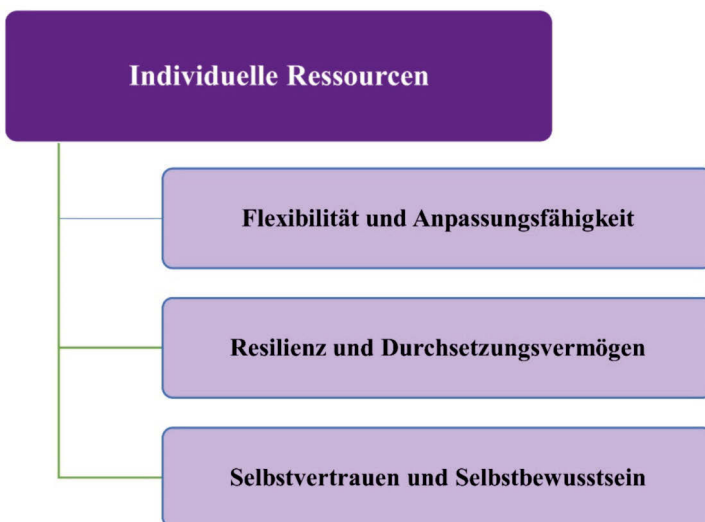 Individuelle Ressourcen
Flexibilität und Anpassungsfähigkeit
Resilienz und Durchsetzungsvermögen
Selbstvertrauen und Selbstbewusstsein